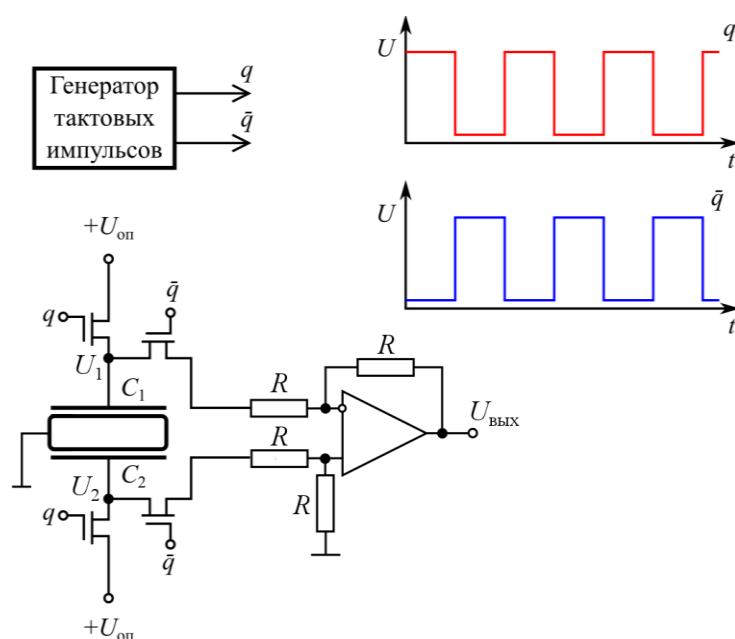 Генератор
тактовых
импульсов
q
q̄
U
q
t
U
q̄
t
+Uоп
q
q̄
U₁
C₁
R
R
Uвых
R
R
U₂
C₂
q
q̄
+Uоп